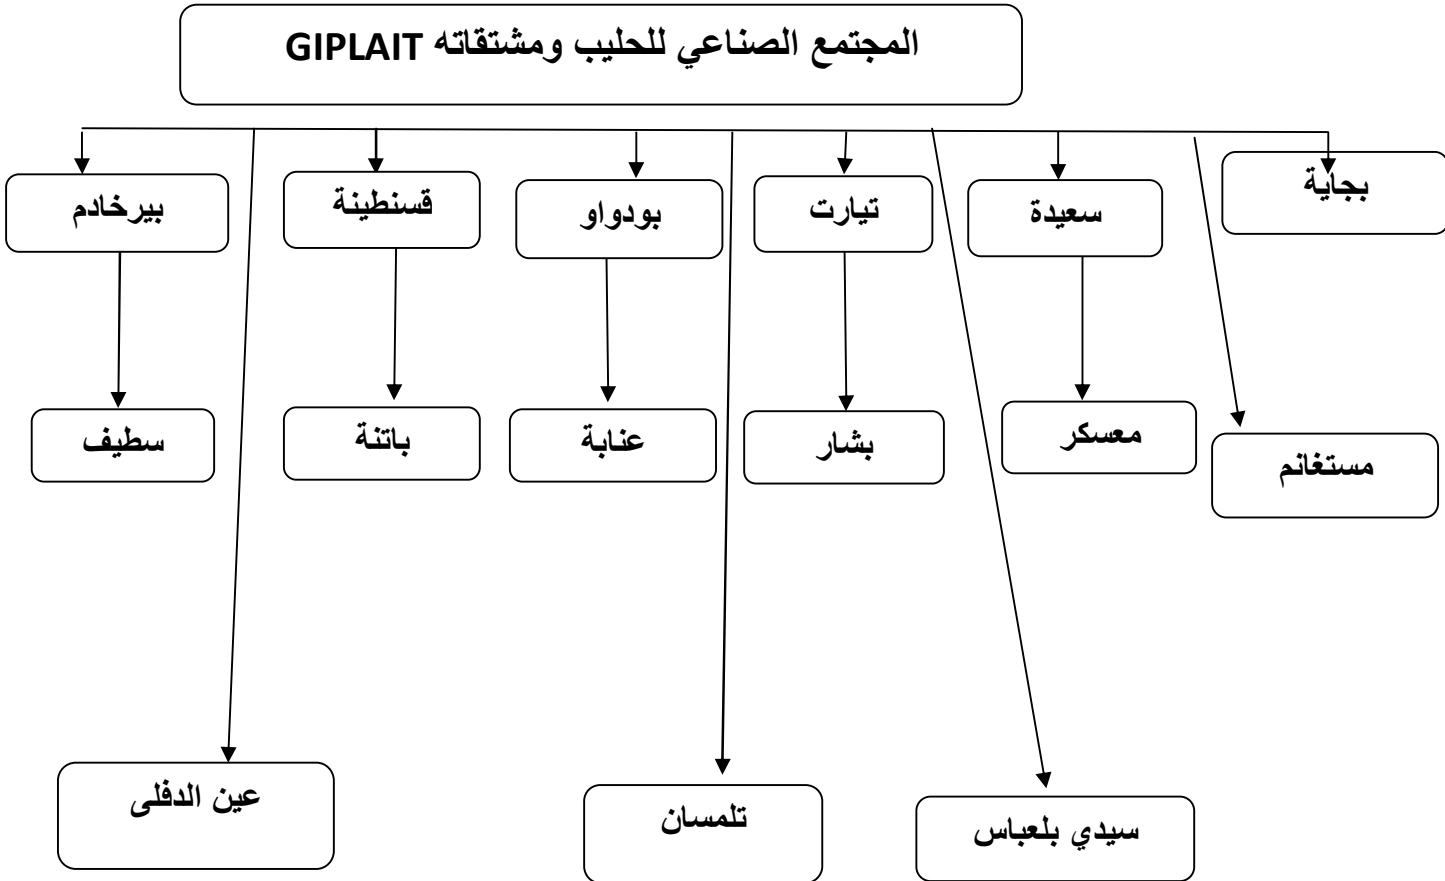 المجتمع الصناعي للحليب ومشتقاته GIPLAIT
بجاية
سعيدة
تيارت
بودواو
قسنطينة
بيرخادم
مستغانم
معسكر
بشار
عنابة
باتنة
سطيف
سيدي بلعباس
تلمسان
عين الدفلى